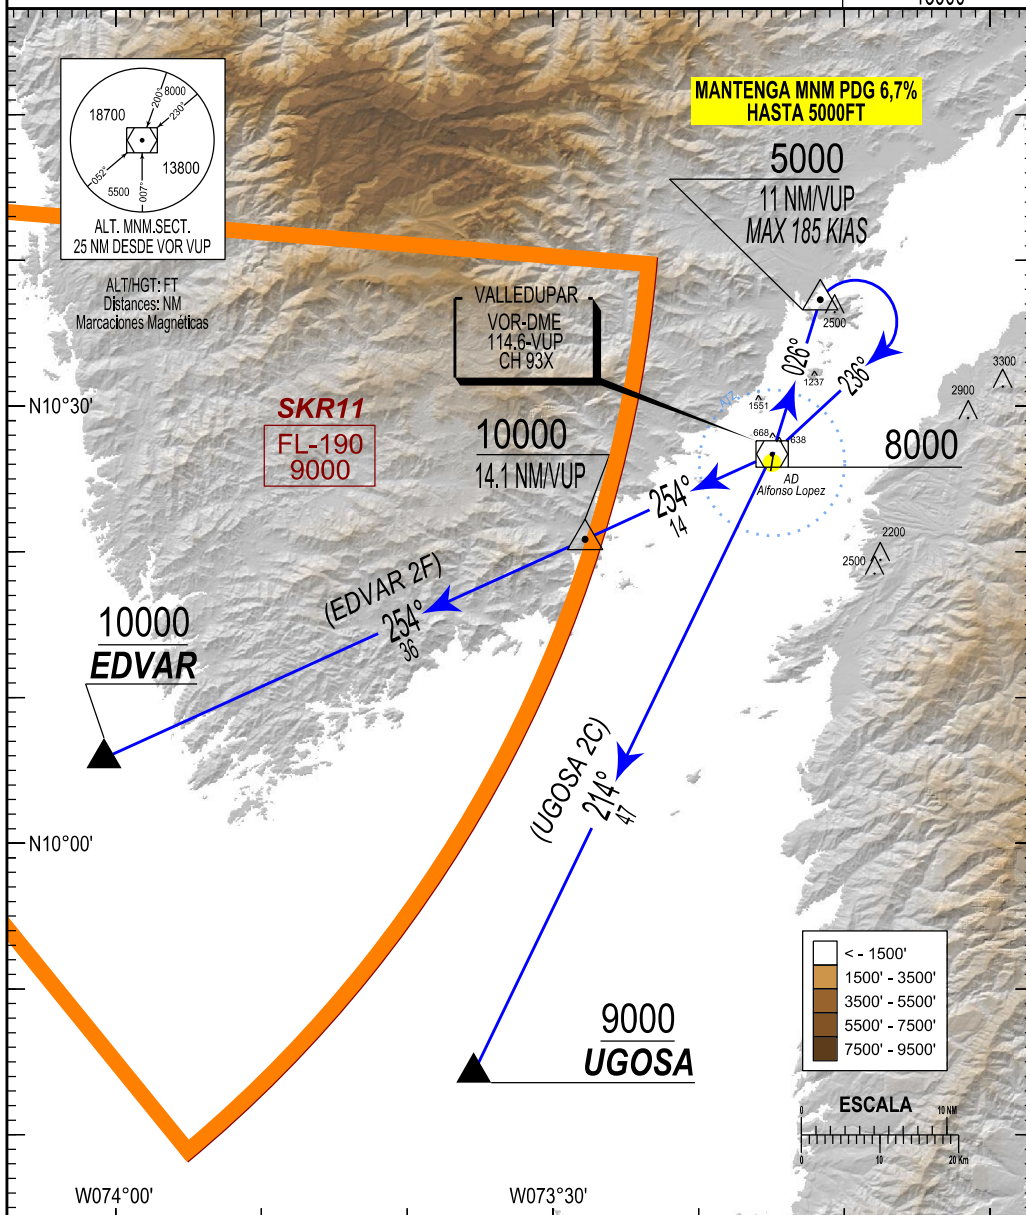 18700
200°
8000
230°
13800
052°
5500
007°
ALT. MNM.SECT.
25 NM DESDE VOR VUP
ALT/HGT: FT
Distances: NM
Marcaciones Magnéticas
MANTENGA MNM PDG 6,7%
HASTA 5000FT
5000
11 NM/VUP
MAX 185 KIAS
VALLEDUPAR
VOR-DME
114.6-VUP
CH 93X
2500
026°
236°
1237
3300
2900
1551
ATZ
668
638
N10°30'
SKR11
FL-190
9000
10000
14.1 NM/VUP
8000
AD
Alfonso Lopez
254°
14
2200
2500
(EDVAR 2F)
254°
36
10000
EDVAR
(UGOSA 2C)
214°
47
N10°00'
< - 1500'
1500' - 3500'
3500' - 5500'
5500' - 7500'
7500' - 9500'
9000
UGOSA
ESCALA
0
10 NM
0
10
20 Km
W074°00'
W073°30'